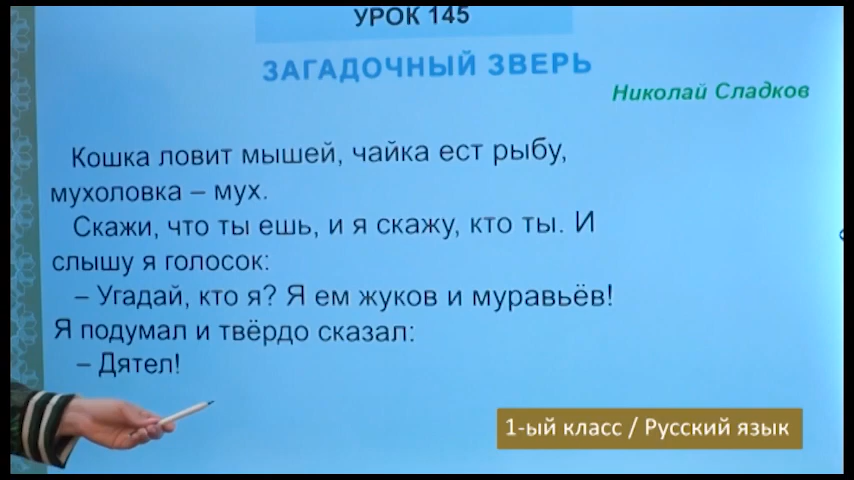 УРОК 145
ЗАГАДОЧНЫЙ ЗВЕРЬ
Николай Сладков
Кошка ловит мышей, чайка ест рыбу,
мухоловка – мух.
Скажи, что ты ешь, и я скажу, кто ты. И
слышу я голосок:
– Угадай, кто я? Я ем жуков и муравьёв!
Я подумал и твёрдо сказал:
– Дятел!
1-ый класс / Русский язык